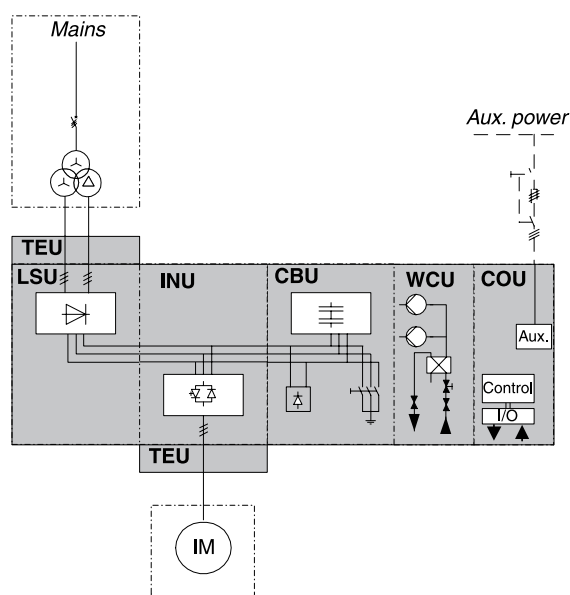 Mains
Aux. power
TEU
LSU
INU
CBU
WCU
COU
Aux.
Control
I/O
TEU
IM